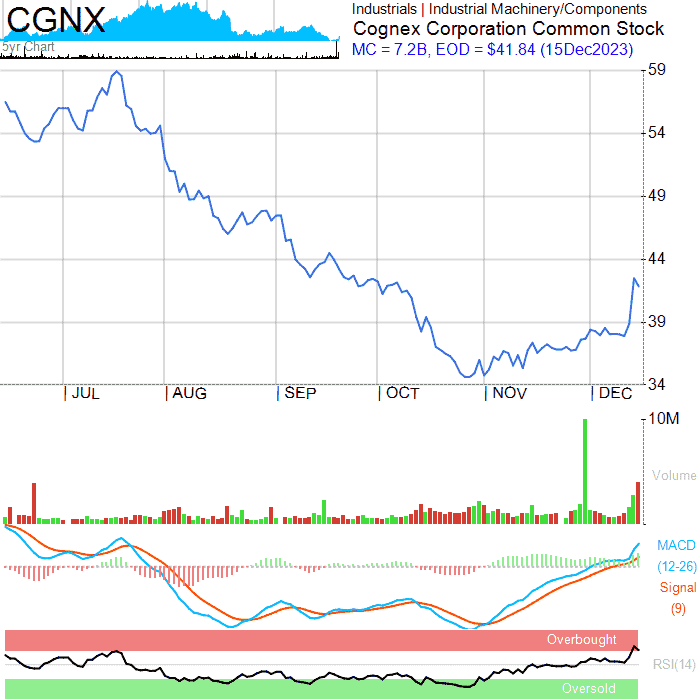 CGNX
5yr Chart
Industrials | Industrial Machinery/Components
Cognex Corporation Common Stock
MC = 7.2B, EOD = $41.84 (15Dec2023)
59
54
49
44
39
34
JUL
AUG
SEP
OCT
NOV
DEC
10M
Volume
MACD
(12-26)
Signal
(9)
Overbought
RSI(14)
Oversold